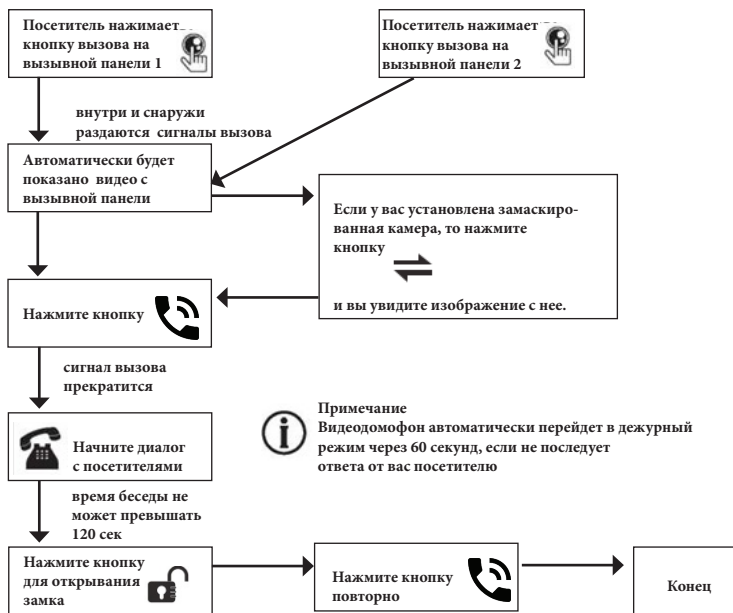 Посетитель нажимает
кнопку вызова на
вызывной панели 1
Посетитель нажимает
кнопку вызова на
вызывной панели 2
внутри и снаружи
раздаются сигналы вызова
Автоматически будет
показано видео с
вызывной панели
Если у вас установлена замаскиро-
ванная камера, то нажмите
кнопку
и вы увидите изображение с нее.
Нажмите кнопку
сигнал вызова
прекратится
Примечание
Видеодомофон автоматически перейдет в дежурный
режим через 60 секунд, если не последует
ответа от вас посетителю
Начните диалог
с посетителями
время беседы не
может превышать
120 сек
Нажмите кнопку
для открывания
замка
Нажмите кнопку
повторно
Конец